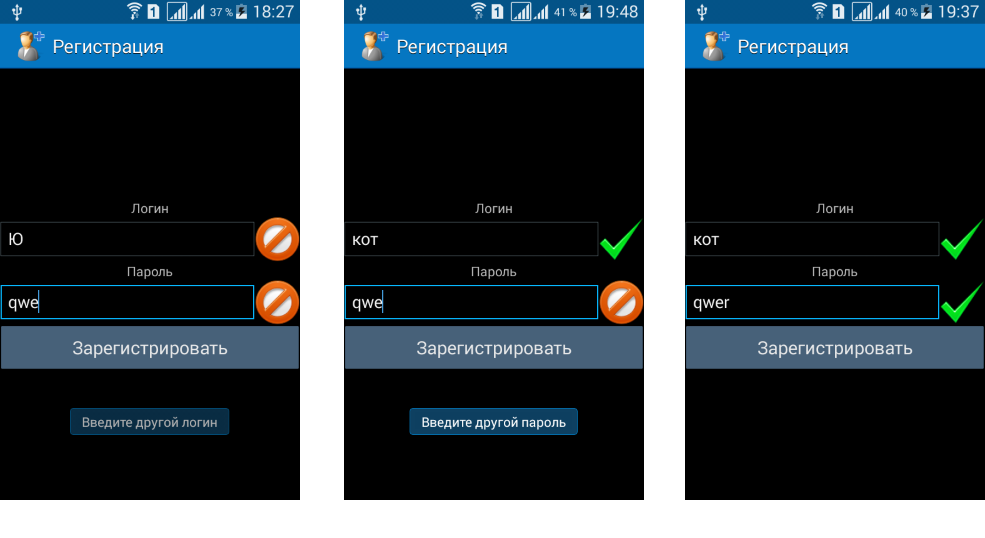 1 37 % 18:27
Регистрация
Логин
Ю
Пароль
qwe
Зарегистрировать
Введите другой логин
1 41 % 19:48
Регистрация
Логин
кот
Пароль
qwe
Зарегистрировать
Введите другой пароль
1 40 % 19:37
Регистрация
Логин
кот
Пароль
qwer
Зарегистрировать